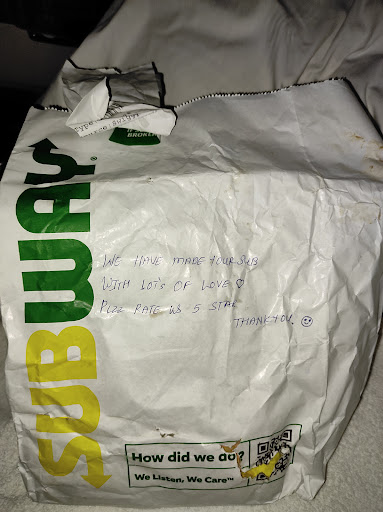 BROKEN
SUBWAY
WE HAVE MADE YOUR SUB
WITH LOT'S OF LOVE ♡
PLZZ RATE US 5 STAR
THANKYOU. ☺
How did we do?
We Listen, We Care™